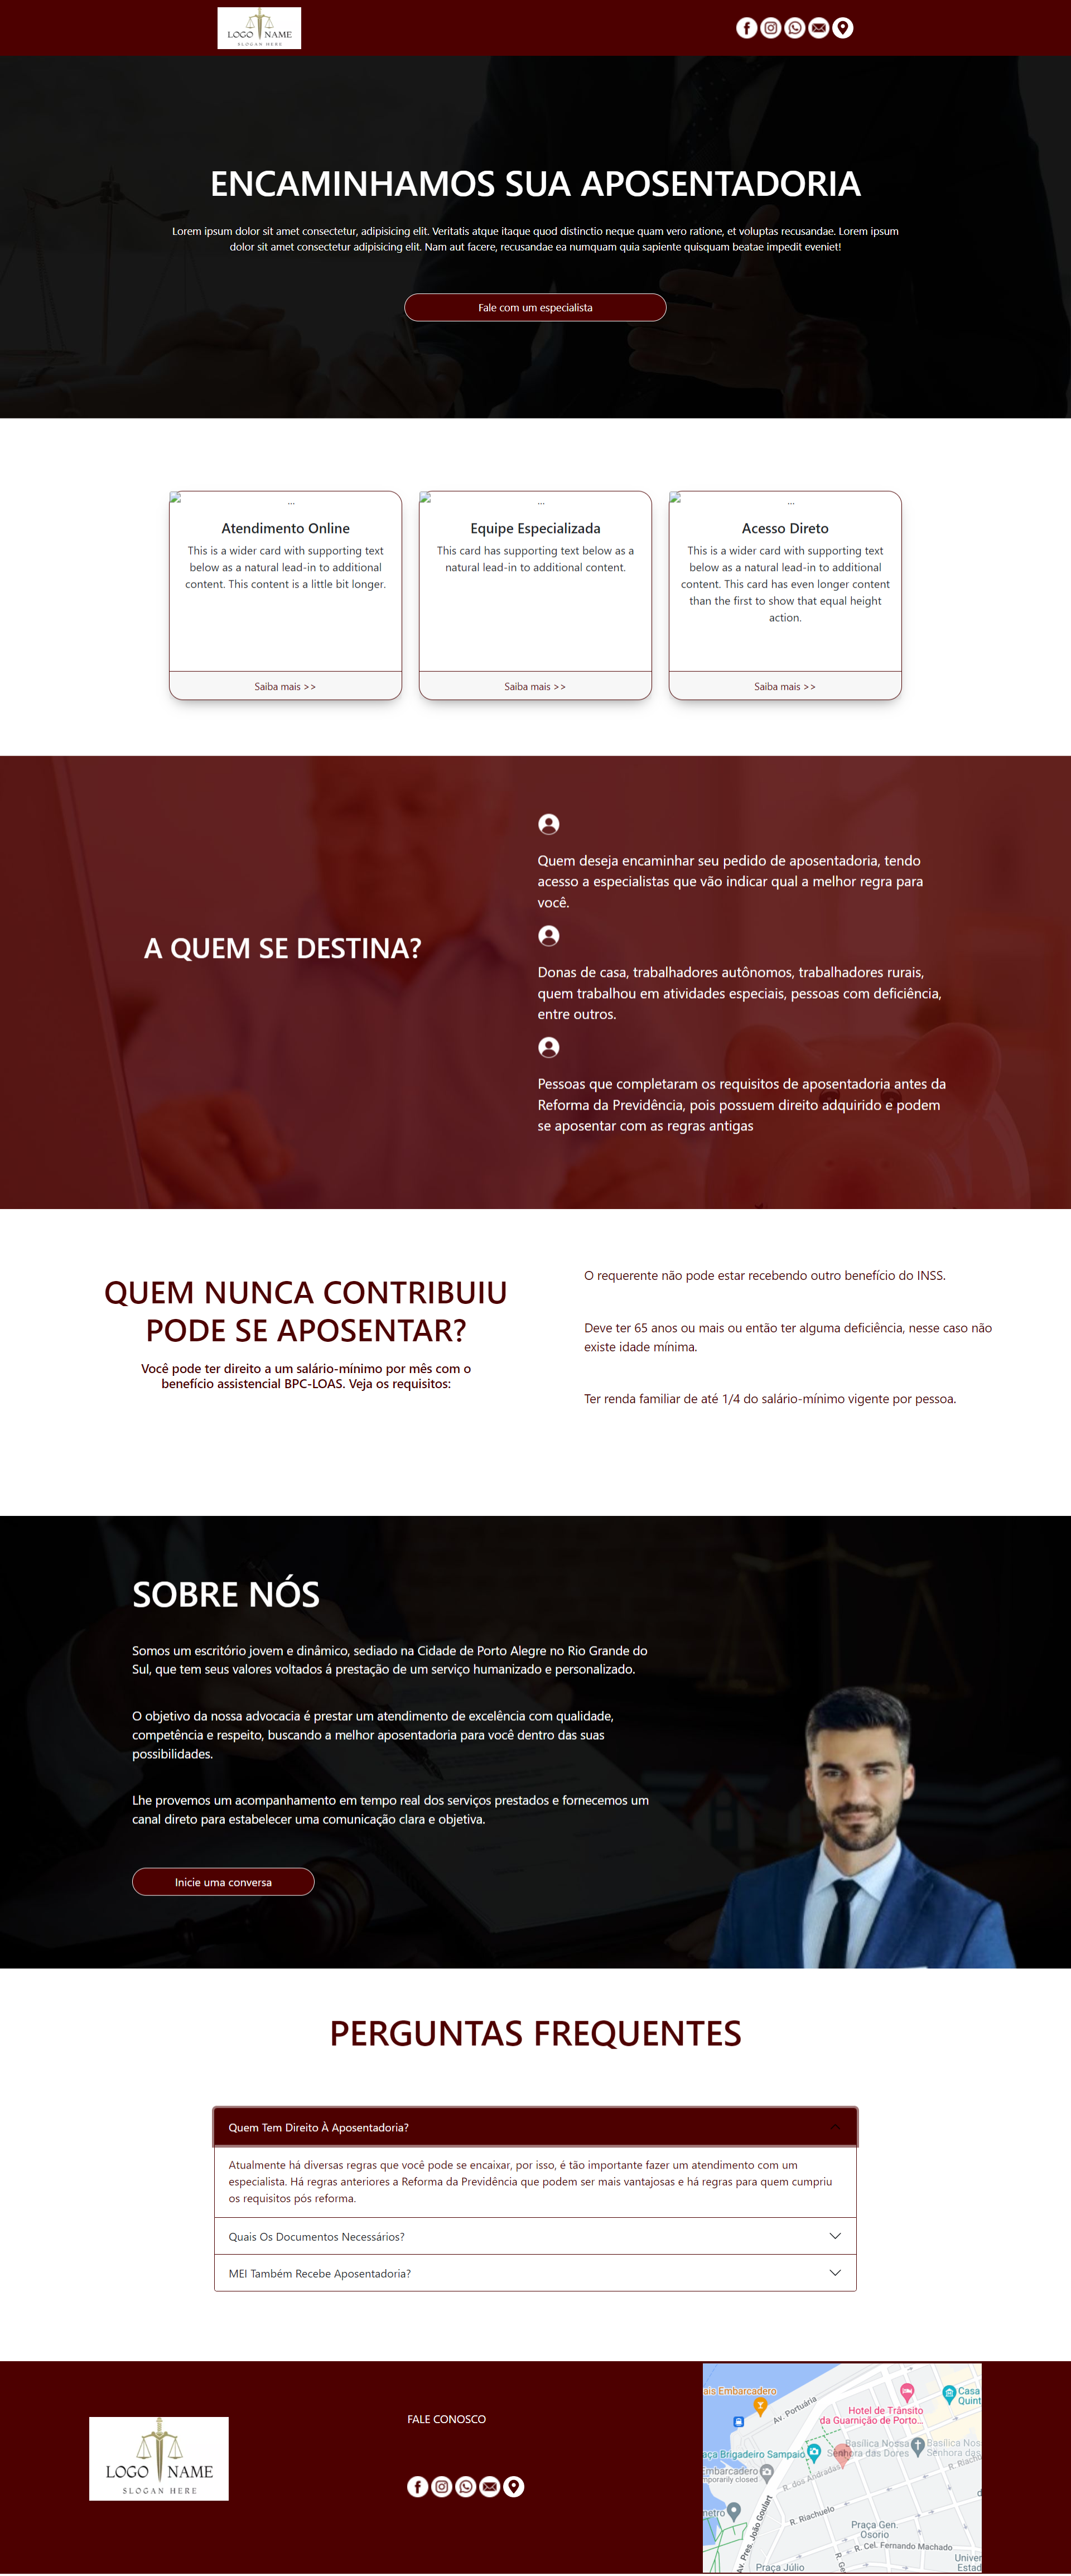 LOGO NAME
SLOGAN HERE
ENCAMINHAMOS SUA APOSENTADORIA
Lorem ipsum dolor sit amet consectetur, adipisicing elit. Veritatis atque itaque quod distinctio neque quam vero ratione, et voluptas recusandae. Lorem ipsum
dolor sit amet consectetur adipisicing elit. Nam aut facere, recusandae ea numquam quia sapiente quisquam beatae impedit eveniet!
Fale com um especialista
...
Atendimento Online
This is a wider card with supporting text
below as a natural lead-in to additional
content. This content is a little bit longer.
Saiba mais >>
...
Equipe Especializada
This card has supporting text below as a
natural lead-in to additional content.
Saiba mais >>
...
Acesso Direto
This is a wider card with supporting text
below as a natural lead-in to additional
content. This card has even longer content
than the first to show that equal height
action.
Saiba mais >>
A QUEM SE DESTINA?
Quem deseja encaminhar seu pedido de aposentadoria, tendo
acesso a especialistas que vão indicar qual a melhor regra para
você.
Donas de casa, trabalhadores autônomos, trabalhadores rurais,
quem trabalhou em atividades especiais, pessoas com deficiência,
entre outros.
Pessoas que completaram os requisitos de aposentadoria antes da
Reforma da Previdência, pois possuem direito adquirido e podem
se aposentar com as regras antigas
QUEM NUNCA CONTRIBUIU
PODE SE APOSENTAR?
Você pode ter direito a um salário-mínimo por mês com o
benefício assistencial BPC-LOAS. Veja os requisitos:
O requerente não pode estar recebendo outro benefício do INSS.
Deve ter 65 anos ou mais ou então ter alguma deficiência, nesse caso não
existe idade mínima.
Ter renda familiar de até 1/4 do salário-mínimo vigente por pessoa.
SOBRE NÓS
Somos um escritório jovem e dinâmico, sediado na Cidade de Porto Alegre no Rio Grande do
Sul, que tem seus valores voltados á prestação de um serviço humanizado e personalizado.
O objetivo da nossa advocacia é prestar um atendimento de excelência com qualidade,
competência e respeito, buscando a melhor aposentadoria para você dentro das suas
possibilidades.
Lhe provemos um acompanhamento em tempo real dos serviços prestados e fornecemos um
canal direto para estabelecer uma comunicação clara e objetiva.
Inicie uma conversa
PERGUNTAS FREQUENTES
Quem Tem Direito À Aposentadoria?
Atualmente há diversas regras que você pode se encaixar, por isso, é tão importante fazer um atendimento com um
especialista. Há regras anteriores a Reforma da Previdência que podem ser mais vantajosas e há regras para quem cumpriu
os requisitos pós reforma.
Quais Os Documentos Necessários?
MEI Também Recebe Aposentadoria?
LOGO NAME
SLOGAN HERE
FALE CONOSCO
ais Embarcadero
Av. Portuária
Casa
Quint
Hotel de Trânsito
da Guarnição de Porto...
aça Brigadeiro Sampaio
Basílica Nossa
Senhora das Dores
Basílica Nos
Senhora das
Embarcadero
mporarily closed
R. dos Andradas
R. Riachu
metro
Av. Pres. João Goulart
R. Riachuelo
Praça Gen.
Osorio
R. Cel. Fernando Machado
R. Ge
Praça Júlio
Univer
Estad